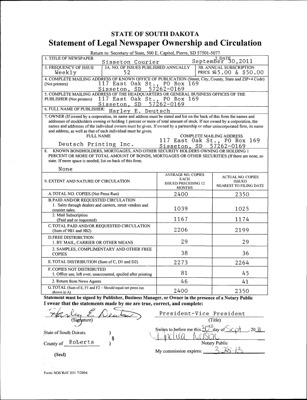 STATE OF SOUTH DAKOTA
Statement of Legal Newspaper Ownership and Circulation
Return to: Secretary of State, 500 E. Capitol, Pierre, SD 57501-5077
1. TITLE OF NEWSPAPER
Sisseton Courier
2. DATE
September 30, 2011
3. FREQUENCY OF ISSUE
Weekly
3A. NO. OF ISSUES PUBLISHED ANNUALLY
52
3B. ANNUAL SUBSCRIPTION
PRICE $45.00 & $50.00
4. COMPLETE MAILING ADDRESS OF KNOWN OFFICE OF PUBLICATION (Street, City, County, State and ZIP+4 Code)
(Not printers) 117 East Oak St., PO Box 169
Sisseton, SD 57262-0169
5. COMPLETE MAILING ADDRESS OF THE HEADQUARTERS OF GENERAL BUSINESS OFFICES OF THE
PUBLISHER (Not printer) 117 East Oak St., PO Box 169
Sisseton, SD 57262-0169
6. FULL NAME OF PUBLISHER: Harley E. Deutsch
7. OWNER (If owned by a corporation, its name and address must be stated and also list on the back of this form the names and
addresses of stockholders owning or holding 1 percent or more of total amount of stock. If not owned by a corporation, the
names and addresses of the individual owners must be given. If owned by a partnership or other unincorporated firm, its name
and address, as well as that of each individual must be given.
FULL NAME
COMPLETE MAILING ADDRESS
117 East Oak St., PO Box 169
Deutsch Printing Inc. Sisseton, SD 57262-0169
8. KNOWN BONDHOLDERS, MORTGAGES, AND OTHER SECURITY HOLDERS OWNING OR HOLDING 1
PERCENT OR MORE OF TOTAL AMOUNT OF BONDS, MORTGAGES OR OTHER SECURITIES (If there are none, so
state. If more space is needed, list on back of this form.
None
9. EXTENT AND NATURE OF CIRCULATION
AVERAGE NO. COPIES
EACH
ISSUED PRECEDING 12
MONTHS
ACTUAL NO. COPIES
ISSUED
NEAREST TO FILING DATE
A. TOTAL NO. COPIES (Net Press Run) 2400 2350
B. PAID AND/OR REQUESTED CIRCULATION
1. Sales through dealers and carriers, street vendors and
counter sales. 1039 1025
2. Mail Subscription
(Paid and or requested) 1167 1174
C. TOTAL PAID AND/OR REQUESTED CIRCULATION
(Sum of 9B1 and 9B2) 2206 2199
D. FREE DISTRIBUTION
1. BY MAIL, CARRIER OR OTHER MEANS 29 29
2. SAMPLES, COMPLIMENTARY AND OTHER FREE
COPIES 38 36
E. TOTAL DISTRIBUTION (Sum of C, D1 and D2) 2273 2264
F. COPIES NOT DISTRIBUTED
1. Office use, left over, unaccounted, spoiled after printing 81 45
2. Return from News Agents 46 41
G. TOTAL (Sum of E, F1 and F2 - Should equal net press run
shown in A) 2400 2350
Statement must be signed by Publisher, Business Manager, or Owner in the presence of a Notary Public
I swear that the statements made by me are true, correct, and complete:
Harley E Deutsch
(Signature)
President-Vice President
(Title)
State of South Dakota )
County of Roberts )
§
(Seal)
Sworn to before me this 30th day of Sept, 2011
Notary Public
My commission expires: